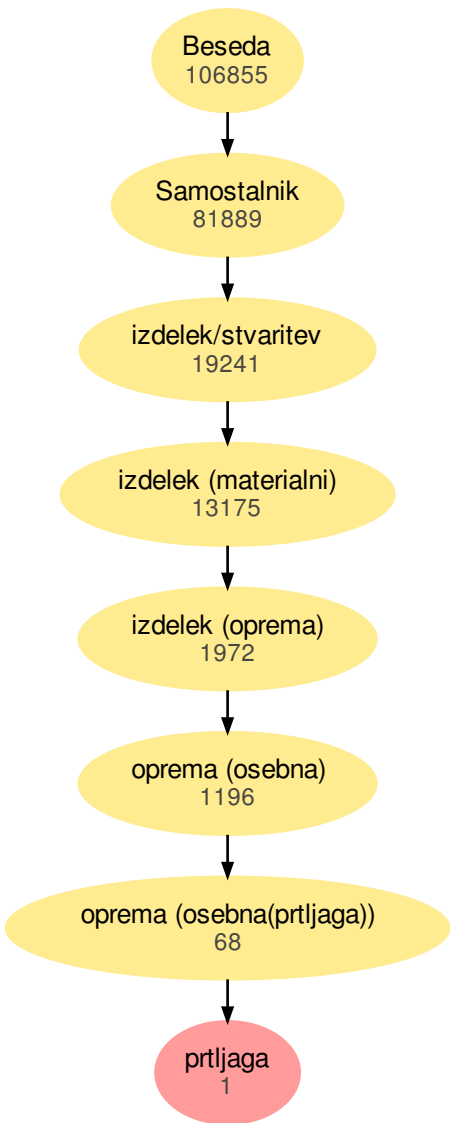 Beseda
106855
Samostalnik
81889
izdelek/stvaritev
19241
izdelek (materialni)
13175
izdelek (oprema)
1972
oprema (osebna)
1196
oprema (osebna(prtljaga))
68
prtljaga
1